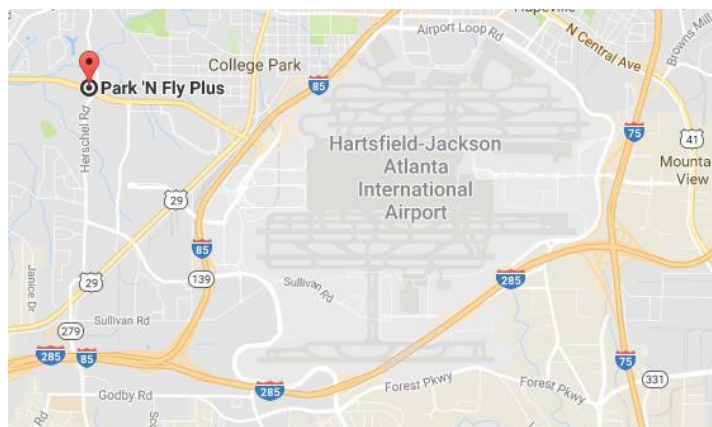 Hapeville
Airport Loop Rd
N Central Ave
Browns Mill
College Park
85
Park 'N Fly Plus
Herschel Rd
75
41
Hartsfield-Jackson
Atlanta
International
Airport
Mounta
View
29
85
139
Sullivan Rd
285
Janice Dr
29
Sullivan Rd
279
285
85
75
Godby Rd
285
Forest Pkwy
Forest Pkwy
331